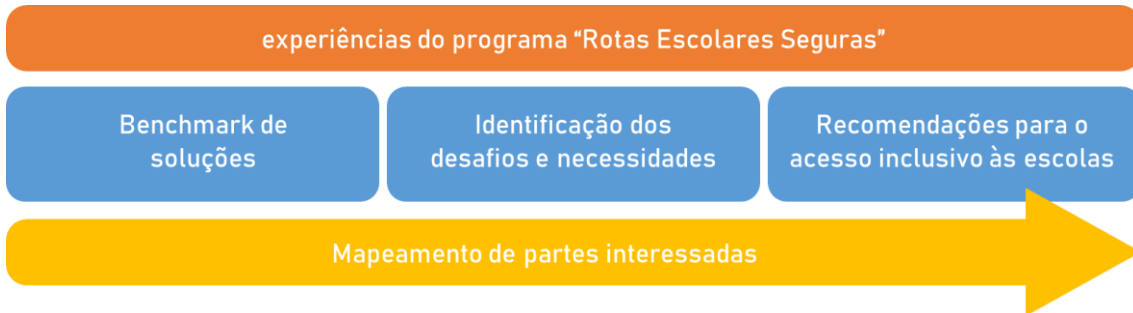 experiências do programa “Rotas Escolares Seguras”
Benchmark de
soluções
Identificação dos
desafios e necessidades
Recomendações para o
acesso inclusivo às escolas
Mapeamento de partes interessadas